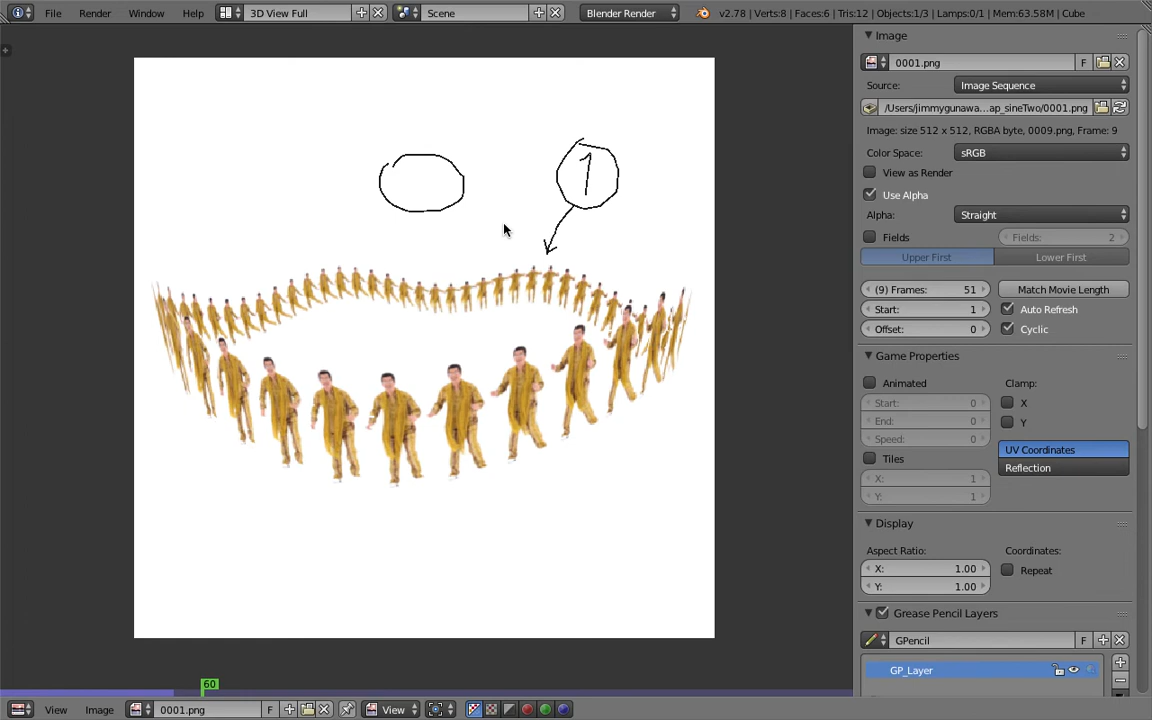 File Render Window Help 3D View Full Scene Blender Render v2.78 | Verts:8 | Faces:6 | Tris:12 | Objects:1/3 | Lamps:0/1 | Mem:63.58M | Cube
Image
0001.png F
Source: Image Sequence
/Users/jimmygunawa...ap_sineTwo/0001.png
Image: size 512 x 512, RGBA byte, 0009.png, Frame: 9
Color Space: sRGB
View as Render
Use Alpha
Alpha: Straight
Fields Fields: 2
Upper First Lower First
(9) Frames: 51 Match Movie Length
Start: 1 Auto Refresh
Offset: 0 Cyclic
Game Properties
Animated Clamp:
Start: 0 X
End: 0 Y
Speed: 0 UV Coordinates
Tiles Reflection
X: 1
Y: 1
Display
Aspect Ratio: Coordinates:
X: 1.00 Repeat
Y: 1.00
Grease Pencil Layers
GPencil F
GP_Layer
1
60
View Image 0001.png F View